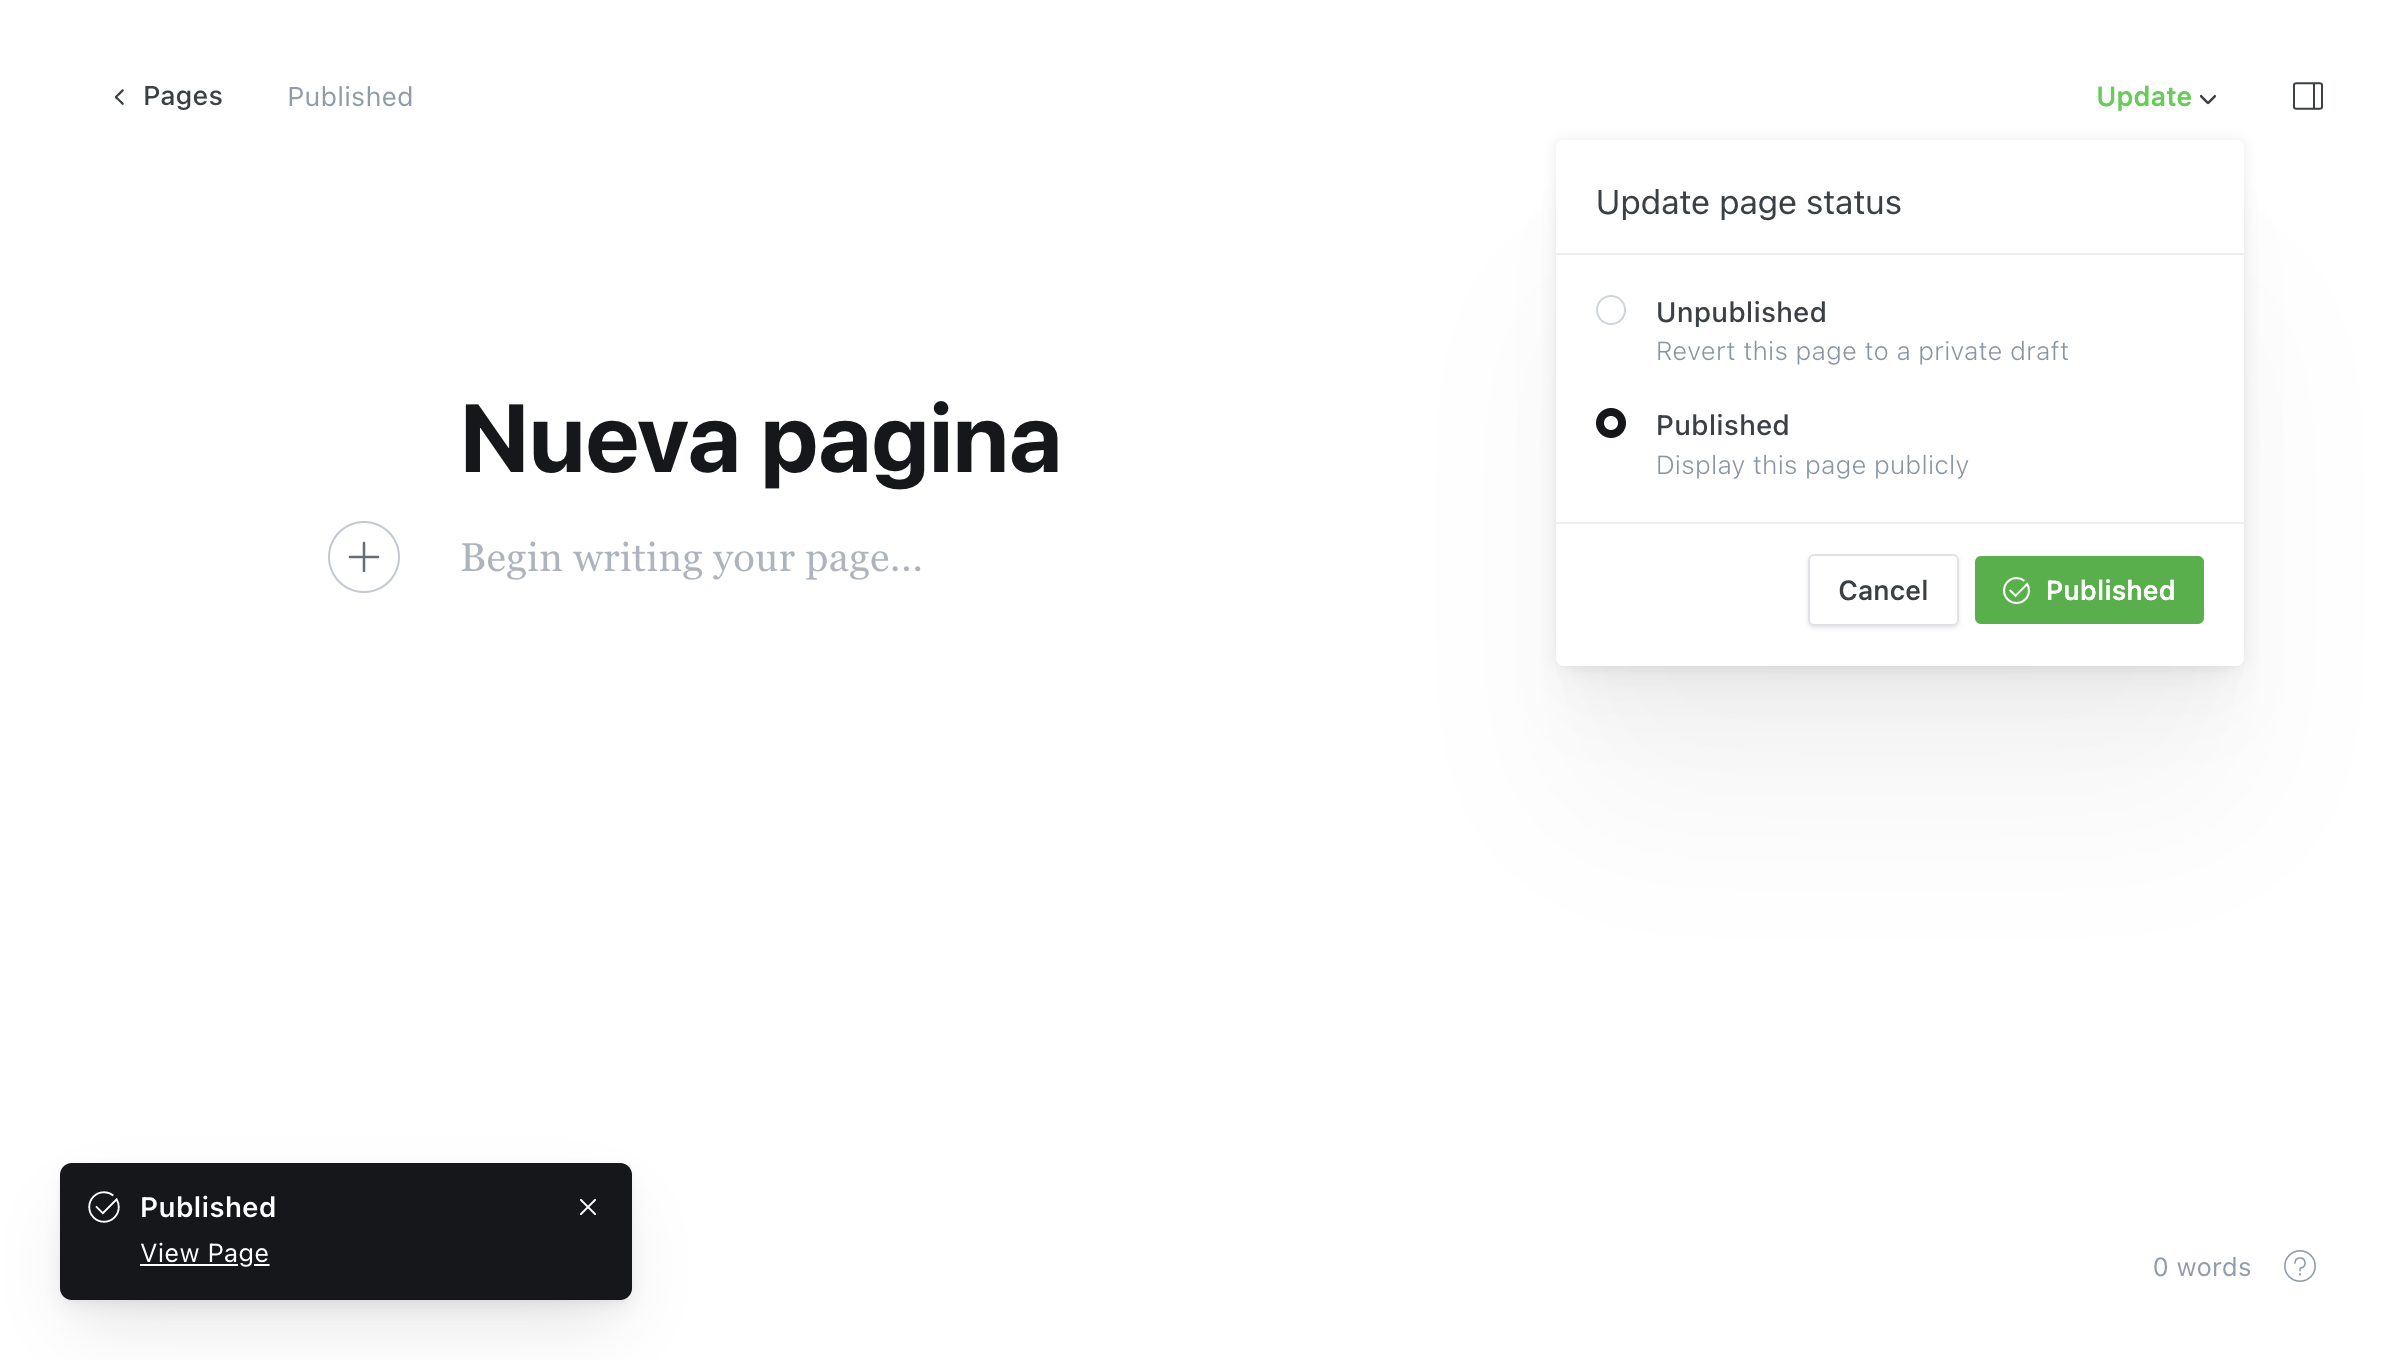 Pages
Published
Update
Update page status
Unpublished
Revert this page to a private draft
Published
Display this page publicly
Cancel
Published
Nueva pagina
Begin writing your page...
Published
View Page
0 words
?